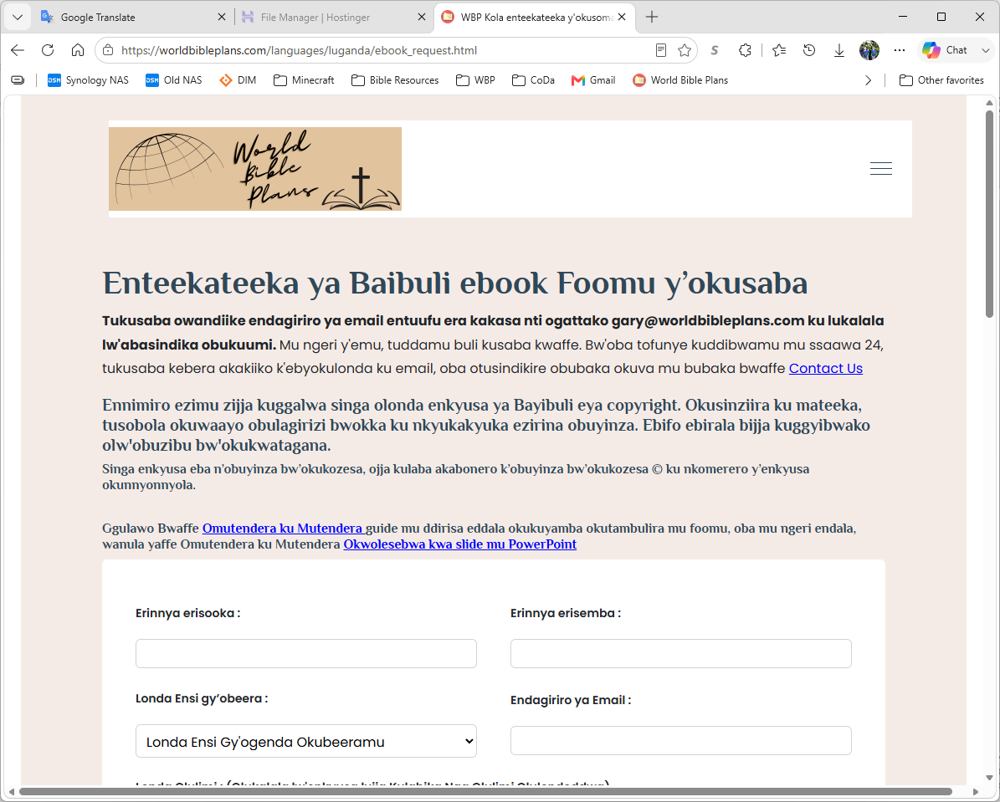 Google Translate
File Manager | Hostinger
WBP Kola enteekateeka y'okusoma
https://worldbibleplans.com/languages/luganda/ebook_request.html
S
Chat
DSM Synology NAS
DSM Old NAS
DIM
Minecraft
Bible Resources
WBP
CoDa
Gmail
World Bible Plans
Other favorites
World
Bible
Plans
Enteekateeka ya Baibuli ebook Foomu y’okusaba
Tukusaba owandiike endagiriro ya email entuufu era kakasa nti ogattako gary@worldbibleplans.com ku lukalala
lw'abasindika obukuumi. Mu ngeri y'emu, tuddamu buli kusaba kwaffe. Bw'oba tofunye kuddibwamu mu ssaawa 24,
tukusaba kebera akakiiko k'ebyokulonda ku email, oba otusindikire obubaka okuva mu bubaka bwaffe Contact Us
Ennimiro ezimu zijja kuggalwa singa olonda enkyusa ya Bayibuli eya copyright. Okusinziira ku mateeka,
tusobola okuwaayo obulagirizi bwokka ku nkyukakyuka ezirina obuyinza. Ebifo ebirala bijja kuggyibwako
olw'obuzibu bw'okukwatagana.
Singa enkyusa eba n’obuyinza bw’okukozesa, ojja kulaba akabonero k’obuyinza bw’okukozesa © ku nkomerero y’enkyusa
okunnyonnyola.
Ggulawo Bwaffe Omutendera ku Mutendera guide mu ddirisa eddala okukuyamba okutambulira mu foomu, oba mu ngeri endala,
wanula yaffe Omutendera ku Mutendera Okwolesebwa kwa slide mu PowerPoint
Erinnya erisooka :
Erinnya erisemba :
Londa Ensi gy’obeera :
Endagiriro ya Email :
Londa Ensi Gy'ogenda Okubeeramu